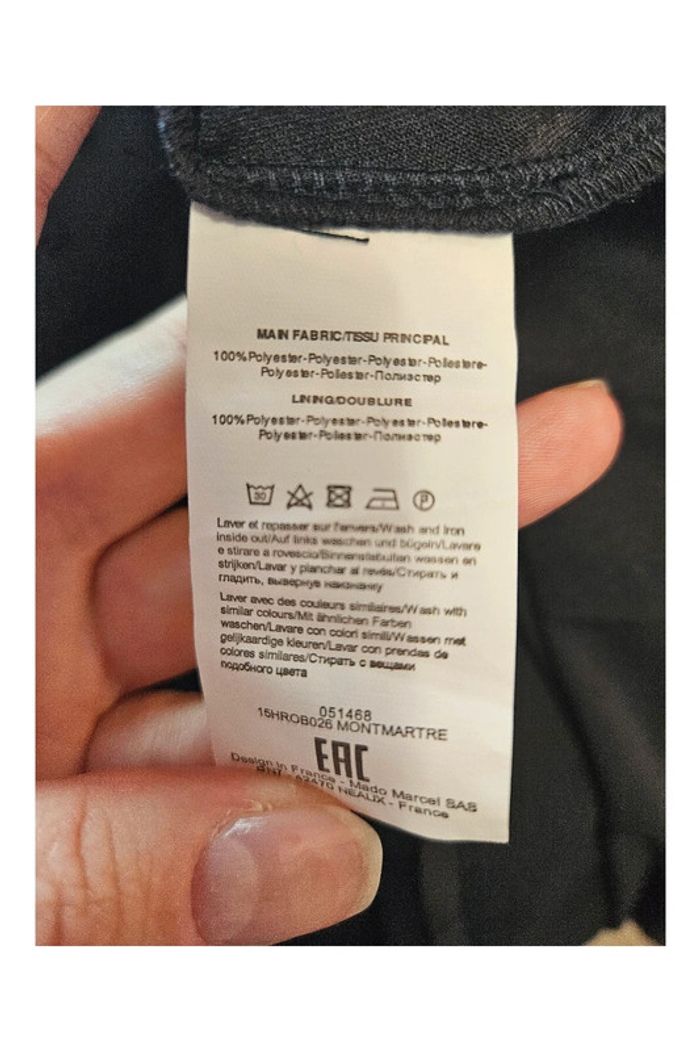 MAIN FABRIC/TISSU PRINCIPAL
100%Polyester-Polyester-Polyester-Poliestere-
Polyester-Poliester-Полиэстер
LINING/DOUBLURE
100%Polyester-Polyester-Polyester-Poliestere-
Polyester-Poliester-Полиэстер
30 P
Laver et repasser sur l'envers/Wash and Iron
inside out/Auf links waschen und bügeln/Lavare
e stirare a rovescio/Binnenstebuiten wassen en
strijken/Lavar y planchar al revés/Стирать и
гладить, вывернув наизнанку
Laver avec des couleurs similaires/Wash with
similar colours/Mit ähnlichen Farben
waschen/Lavare con colori simili/Wassen met
gelijkaardige kleuren/Lavar con prendas de
colores similares/Стирать с вещами
подобного цвета
051468
15HROB026 MONTMARTRE
EAC
Design in France - Mado Marcel SAS
62470 NEAUX - France